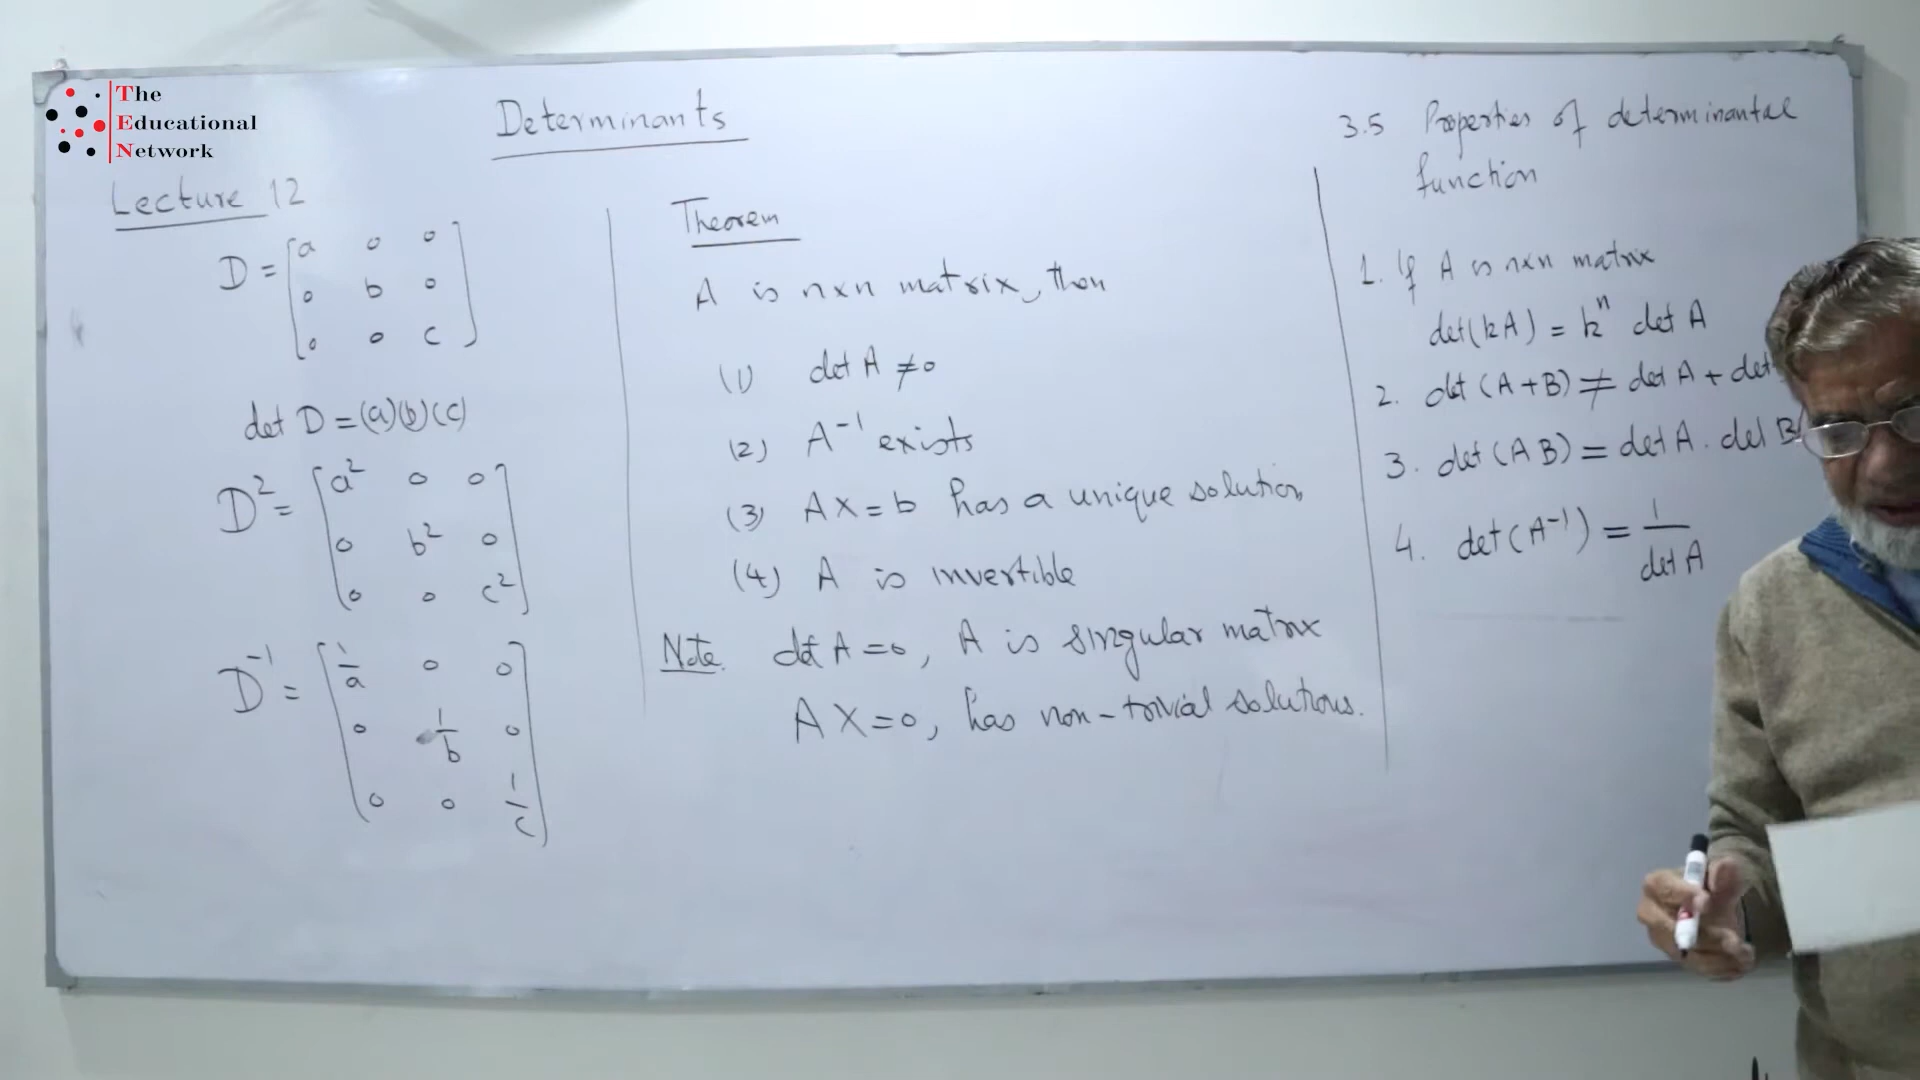 The
Educational
Network
Determinants
Lecture 12
D = [a 0 0
0 b 0
0 0 c]
det D = (a)(b)(c)
D² = [a² 0 0
0 b² 0
0 0 c²]
D⁻¹ = [1/a 0 0
0 1/b 0
0 0 1/c]
Theorem
A is n×n matrix, then
(1) det A ≠ 0
(2) A⁻¹ exists
(3) AX = b has a unique solution
(4) A is invertible
Note. det A = 0, A is singular matrix
AX = 0, has non-trivial solutions.
3.5 Properties of determinantal
function
1. If A is n×n matrix
det(kA) = kⁿ det A
2. det (A+B) ≠ det A + det
3. det (AB) = det A . det B
4. det (A⁻¹) = 1/det A